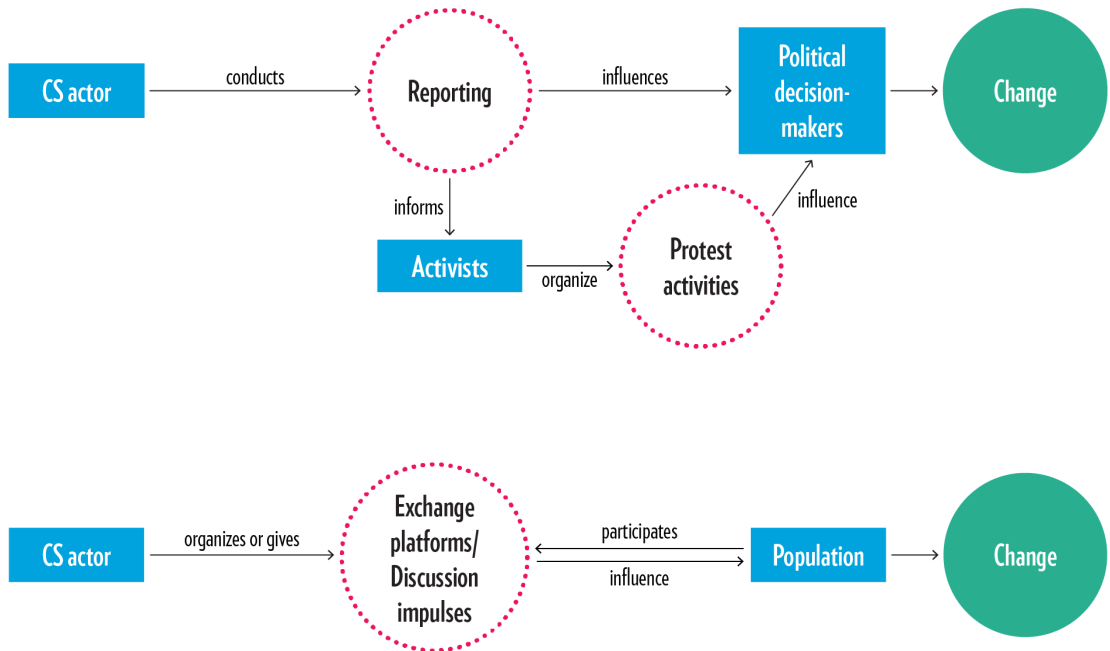 CS actor
conducts
Reporting
influences
Political
decision-
makers
Change
informs
influence
Activists
organize
Protest
activities
CS actor
organizes or gives
Exchange
platforms/
Discussion
impulses
participates
influence
Population
Change